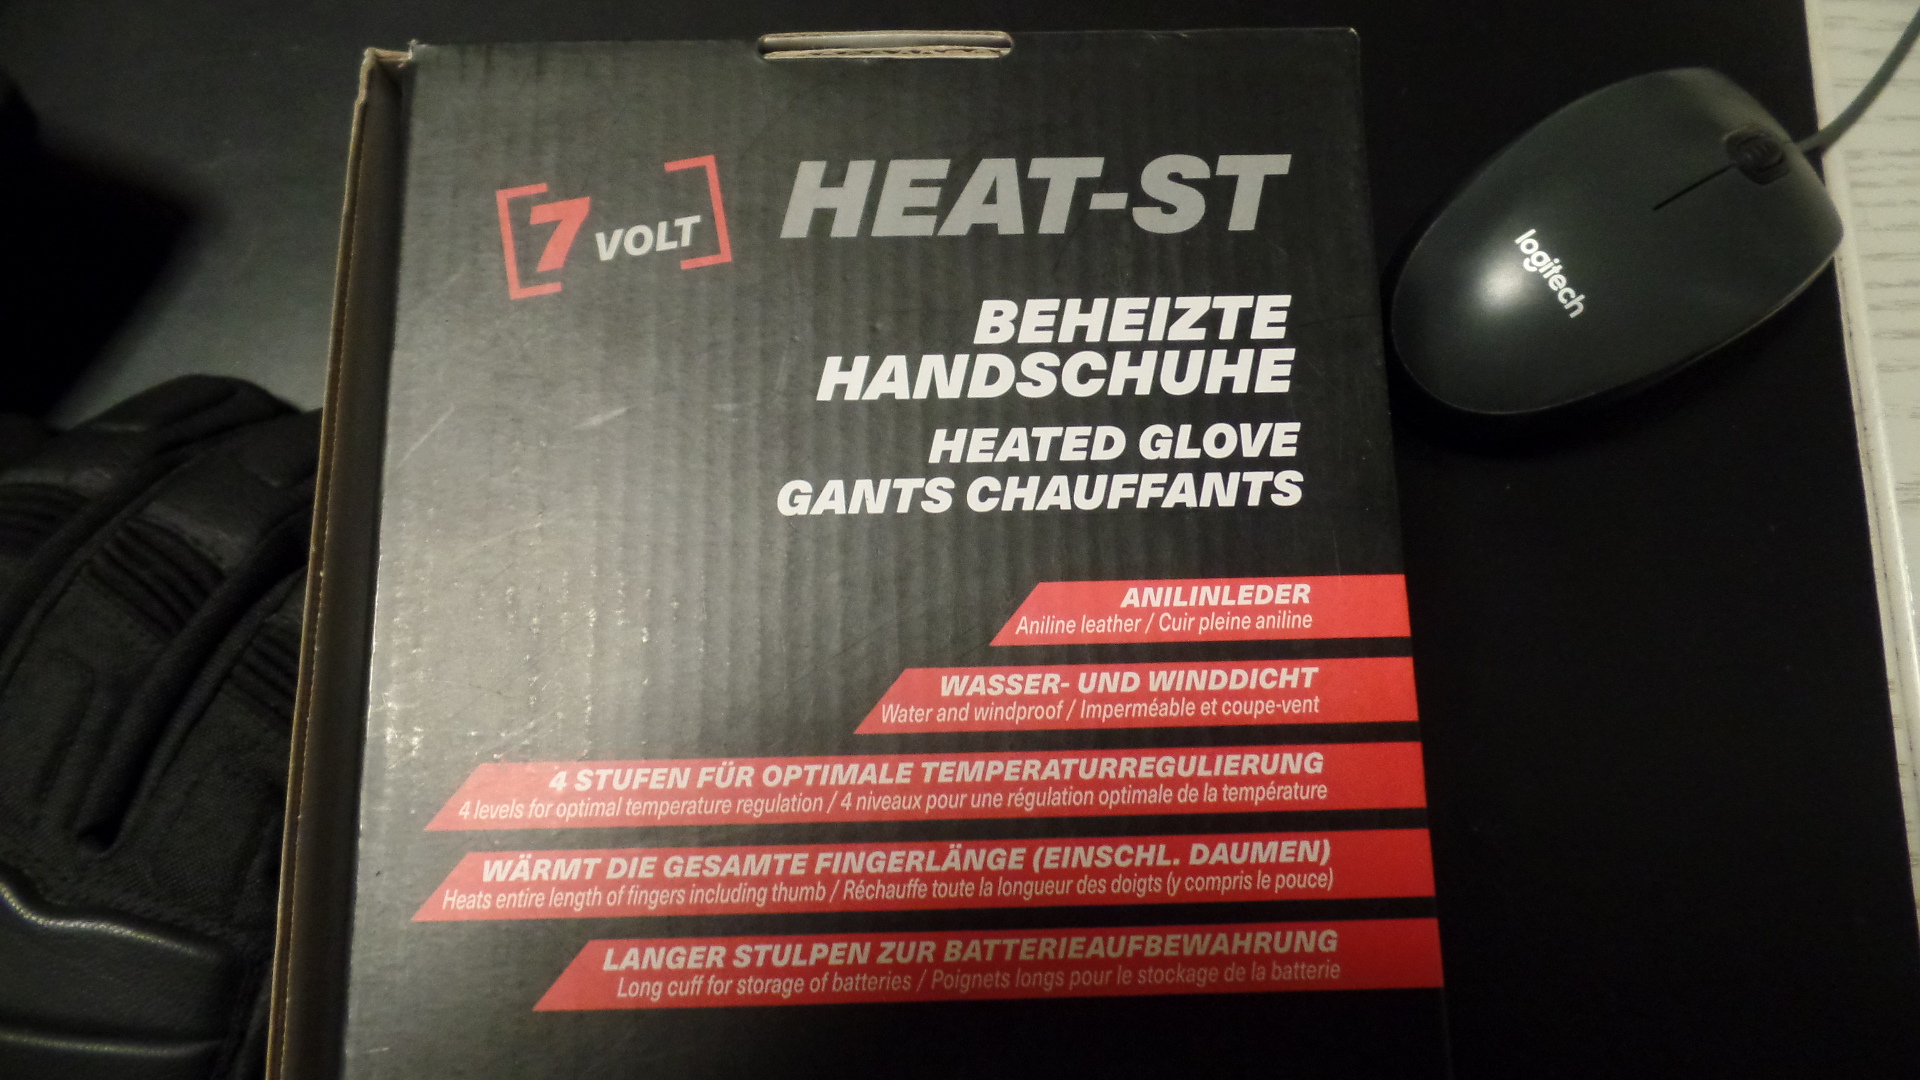 7 VOLT
HEAT-ST
BEHEIZTE
HANDSCHUHE
HEATED GLOVE
GANTS CHAUFFANTS
ANILINLEDER
Aniline leather / Cuir pleine aniline
WASSER- UND WINDDICHT
Water and windproof / Imperméable et coupe-vent
4 STUFEN FÜR OPTIMALE TEMPERATURREGULIERUNG
4 levels for optimal temperature regulation / 4 niveaux pour une régulation optimale de la température
WÄRMT DIE GESAMTE FINGERLÄNGE (EINSCHL. DAUMEN)
Heats entire length of fingers including thumb / Réchauffe toute la longueur des doigts (y compris le pouce)
LANGER STULPEN ZUR BATTERIEAUFBEWAHRUNG
Long cuff for storage of batteries / Poignets longs pour le stockage de la batterie
logitech